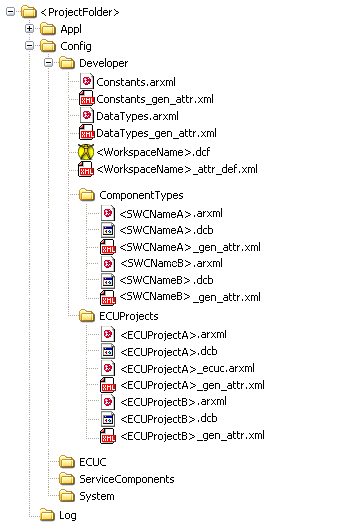 <ProjectFolder>
Appl
Config
Developer
Constants.arxml
Constants_gen_attr.xml
DataTypes.arxml
DataTypes_gen_attr.xml
<WorkspaceName>.dcf
<WorkspaceName>_attr_def.xml
ComponentTypes
<SWCNameA>.arxml
<SWCNameA>.dcb
<SWCNameA>_gen_attr.xml
<SWCNameB>.arxml
<SWCNameB>.dcb
<SWCNameB>_gen_attr.xml
ECUProjects
<ECUProjectA>.arxml
<ECUProjectA>.dcb
<ECUProjectA>_ecuc.arxml
<ECUProjectA>_gen_attr.xml
<ECUProjectB>.arxml
<ECUProjectB>.dcb
<ECUProjectB>_gen_attr.xml
ECUC
ServiceComponents
System
Log